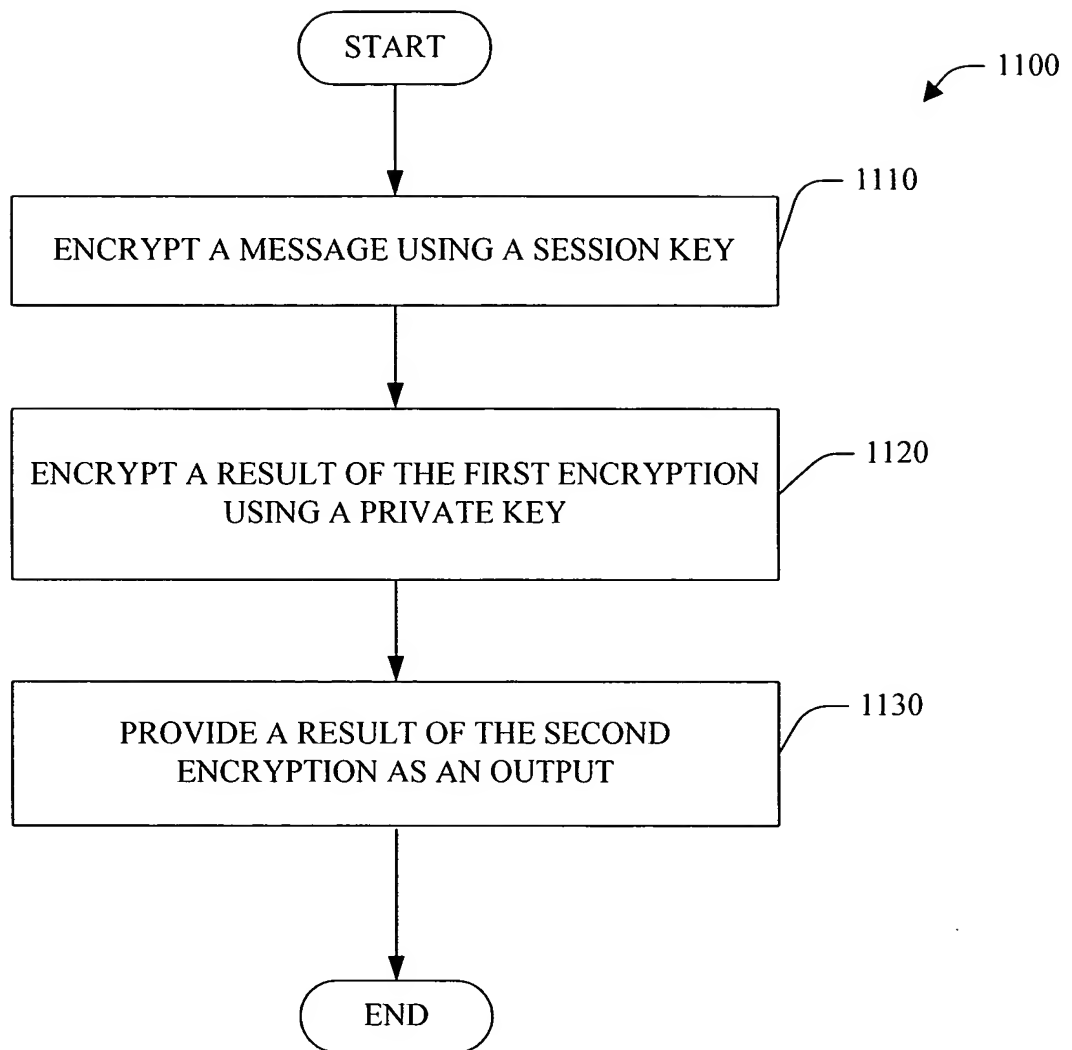 START
1100
1110
ENCRYPT A MESSAGE USING A SESSION KEY
1120
ENCRYPT A RESULT OF THE FIRST ENCRYPTION
USING A PRIVATE KEY
1130
PROVIDE A RESULT OF THE SECOND
ENCRYPTION AS AN OUTPUT
END